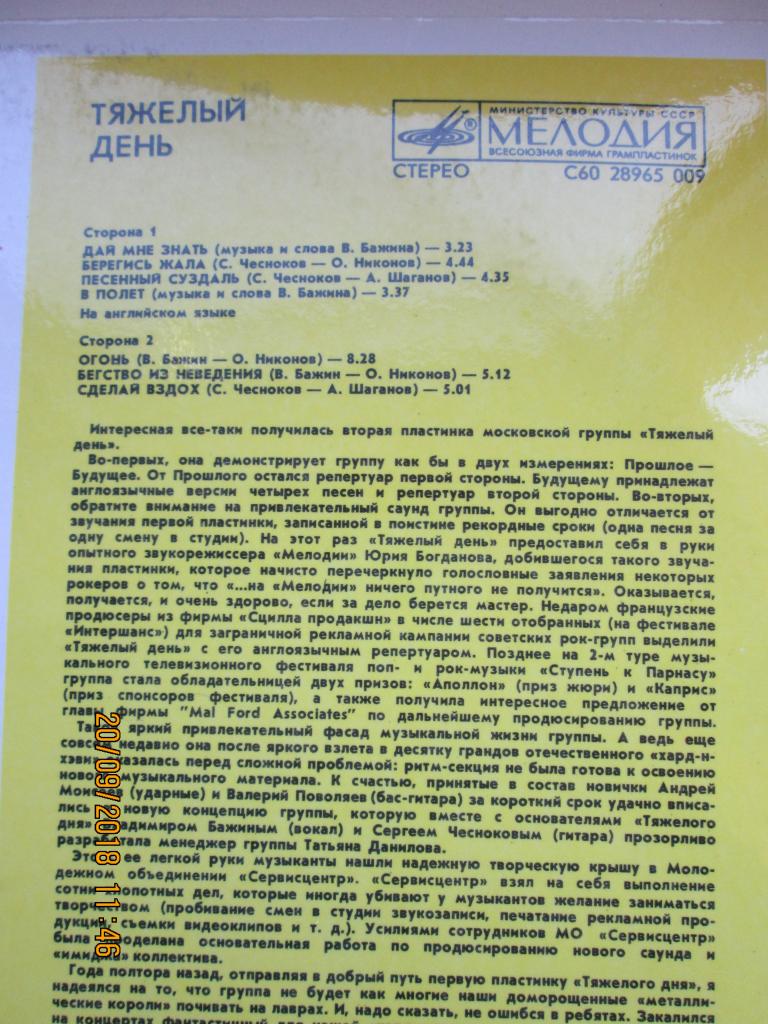 ТЯЖЕЛЫЙ
ДЕНЬ
МИНИСТЕРСТВО КУЛЬТУРЫ СССР
МЕЛОДИЯ
ВСЕСОЮЗНАЯ ФИРМА ГРАМПЛАСТИНОК
СТЕРЕО С60 28965 009
Сторона 1
ДАЙ МНЕ ЗНАТЬ (музыка и слова В. Бажина) — 3.23
БЕРЕГИСЬ ЖАЛА (С. Чесноков — О. Никонов) — 4.44
ПЕСЕННЫЙ СУЗДАЛЬ (С. Чесноков — А. Шаганов) — 4.35
В ПОЛЕТ (музыка и слова В. Бажина) — 3.37
На английском языке
Сторона 2
ОГОНЬ (В. Бажин — О. Никонов) — 8.28
БЕГСТВО ИЗ НЕВЕДЕНИЯ (В. Бажин — О. Никонов) — 5.12
СДЕЛАЙ ВЗДОХ (С. Чесноков — А. Шаганов) — 5.01
Интересная все-таки получилась вторая пластинка московской группы «Тяжелый
день».
Во-первых, она демонстрирует группу как бы в двух измерениях: Прошлое —
Будущее. От Прошлого остался репертуар первой стороны. Будущему принадлежат
англоязычные версии четырех песен и репертуар второй стороны. Во-вторых,
обратите внимание на привлекательный саунд группы. Он выгодно отличается от
звучания первой пластинки, записанной в поистине рекордные сроки (одна песня за
одну смену в студии). На этот раз «Тяжелый день» предоставил себя в руки
опытного звукорежиссера «Мелодии» Юрия Богданова, добившегося такого звуча-
ния пластинки, которое начисто перечеркнуло голословные заявления некоторых
рокеров о том, что «...на «Мелодии» ничего путного не получится». Оказывается,
получается, и очень здорово, если за дело берется мастер. Недаром французские
продюсеры из фирмы «Сцилла продакшн» в числе шести отобранных (на фестивале
«Интершанс») для заграничной рекламной кампании советских рок-групп выделили
«Тяжелый день» с его англоязычным репертуаром. Позднее на 2-м туре музы-
кального телевизионного фестиваля поп- и рок-музыки «Ступень к Парнасу»
группа стала обладательницей двух призов: «Аполлон» (приз жюри) и «Каприс»
(приз спонсоров фестиваля), а также получила интересное предложение от
главы фирмы "Mal Ford Associates" по дальнейшему продюсированию группы.
яркий привлекательный фасад музыкальной жизни группы. А ведь еще
недавно она после яркого взлета в десятку грандов отечественного «хард-н-
оказалась перед сложной проблемой: ритм-секция не была готова к освоению
музыкального материала. К счастью, принятые в состав новички Андрей
(ударные) и Валерий Поволяев (бас-гитара) за короткий срок удачно вписа-
лись новую концепцию группы, которую вместе с основателями «Тяжелого
дня» Владимиром Бажиным (вокал) и Сергеем Чесноковым (гитара) прозорливо
разработала менеджер группы Татьяна Данилова.
ее легкой руки музыканты нашли надежную творческую крышу в Моло-
дежном объединении «Сервисцентр». «Сервисцентр» взял на себя выполнение
хлопотных дел, которые иногда убивают у музыкантов желание заниматься
творчеством (пробивание смен в студии звукозаписи, печатание рекламной про-
дукции, съемки видеоклипов и т. д.). Усилиями сотрудников МО «Сервисцентр»
была проделана основательная работа по продюсированию нового саунда и
«имиджа» коллектива.
Года полтора назад, отправляя в добрый путь первую пластинку «Тяжелого дня», я
надеялся на то, что группа не будет как многие наши доморощенные «металли-
ческие короли» почивать на лаврах. И, надо сказать, не ошибся в ребятах. Закалился
на концертах фантастичный для
20/09/2018 11:46